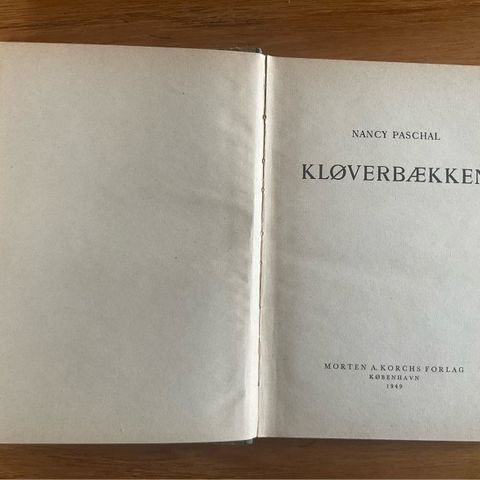 NANCY PASCHAL
KLØVERBÆKKEN
MORTEN A. KORCHS FORLAG
KØBENHAVN
1949